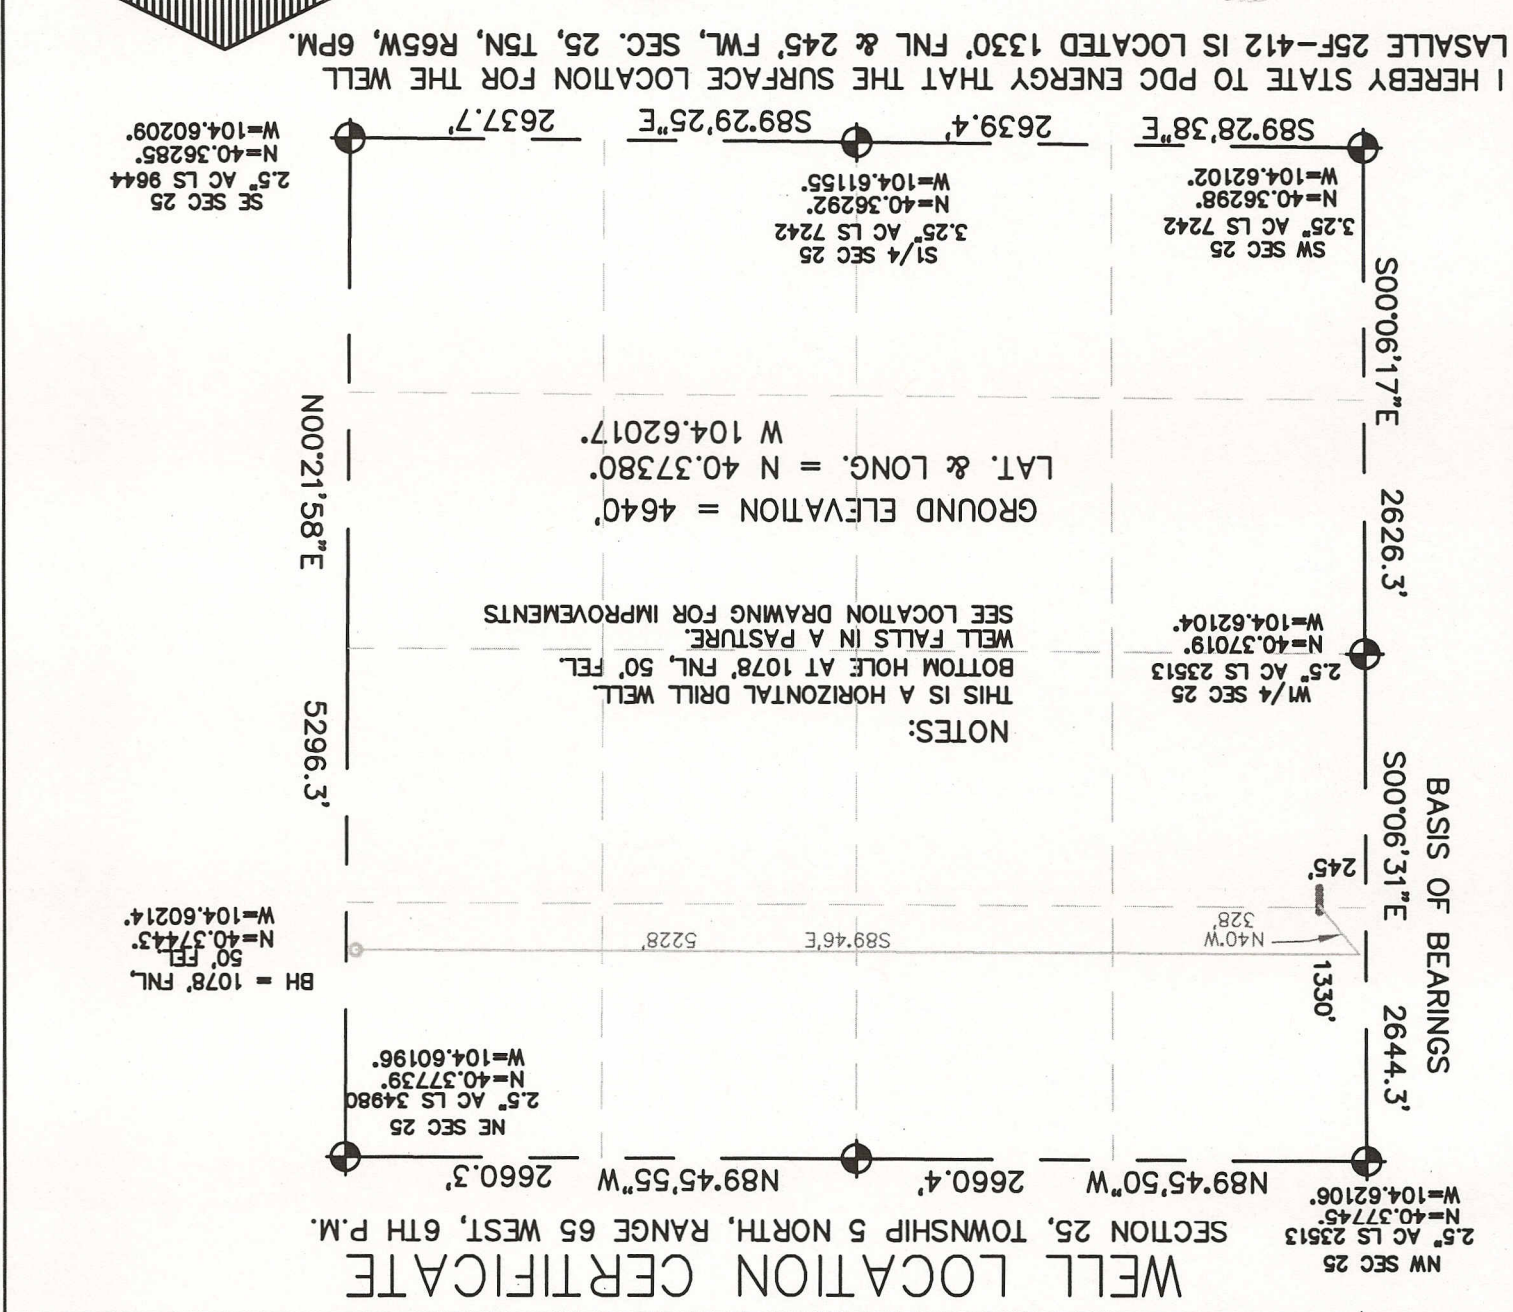 WELL LOCATION CERTIFICATE
SECTION 25, TOWNSHIP 5 NORTH, RANGE 65 WEST, 6TH P.M.
NW SEC 25
2.5" AC LS 23513
N=40.37745°
W=104.62106°
N89°45'50"W 2660.4'
N89°45'55"W 2660.3'
NE SEC 25
2.5" AC LS 34980
N=40.37739°
W=104.60196°
BASIS OF BEARINGS
S00°06'31"E 2644.3'
1330'
245'
N40°W
328'
S89°46'E 5228'
BH = 1078' FNL,
50' FEL
N=40.37443°
W=104.60214°
NOTES:
THIS IS A HORIZONTAL DRILL WELL.
BOTTOM HOLE AT 1078' FNL, 50' FEL.
WELL FALLS IN A PASTURE.
SEE LOCATION DRAWING FOR IMPROVEMENTS
W1/4 SEC 25
2.5" AC LS 23513
N=40.37019°
W=104.62104°
GROUND ELEVATION = 4640'
LAT. & LONG. = N 40.37380°
W 104.62017°
N00°21'58"E 5296.3'
S00°06'17"E 2626.3'
SW SEC 25
3.25" AC LS 7242
N=40.36298°
W=104.62102°
S1/4 SEC 25
3.25" AC LS 7242
N=40.36292°
W=104.61155°
SE SEC 25
2.5" AC LS 9644
N=40.36285°
W=104.60209°
S89°28'38"E 2639.4'
S89°29'25"E 2637.7'
I HEREBY STATE TO PDC ENERGY THAT THE SURFACE LOCATION FOR THE WELL
LASALLE 25F-412 IS LOCATED 1330' FNL & 245' FWL, SEC. 25, T5N, R65W, 6PM.